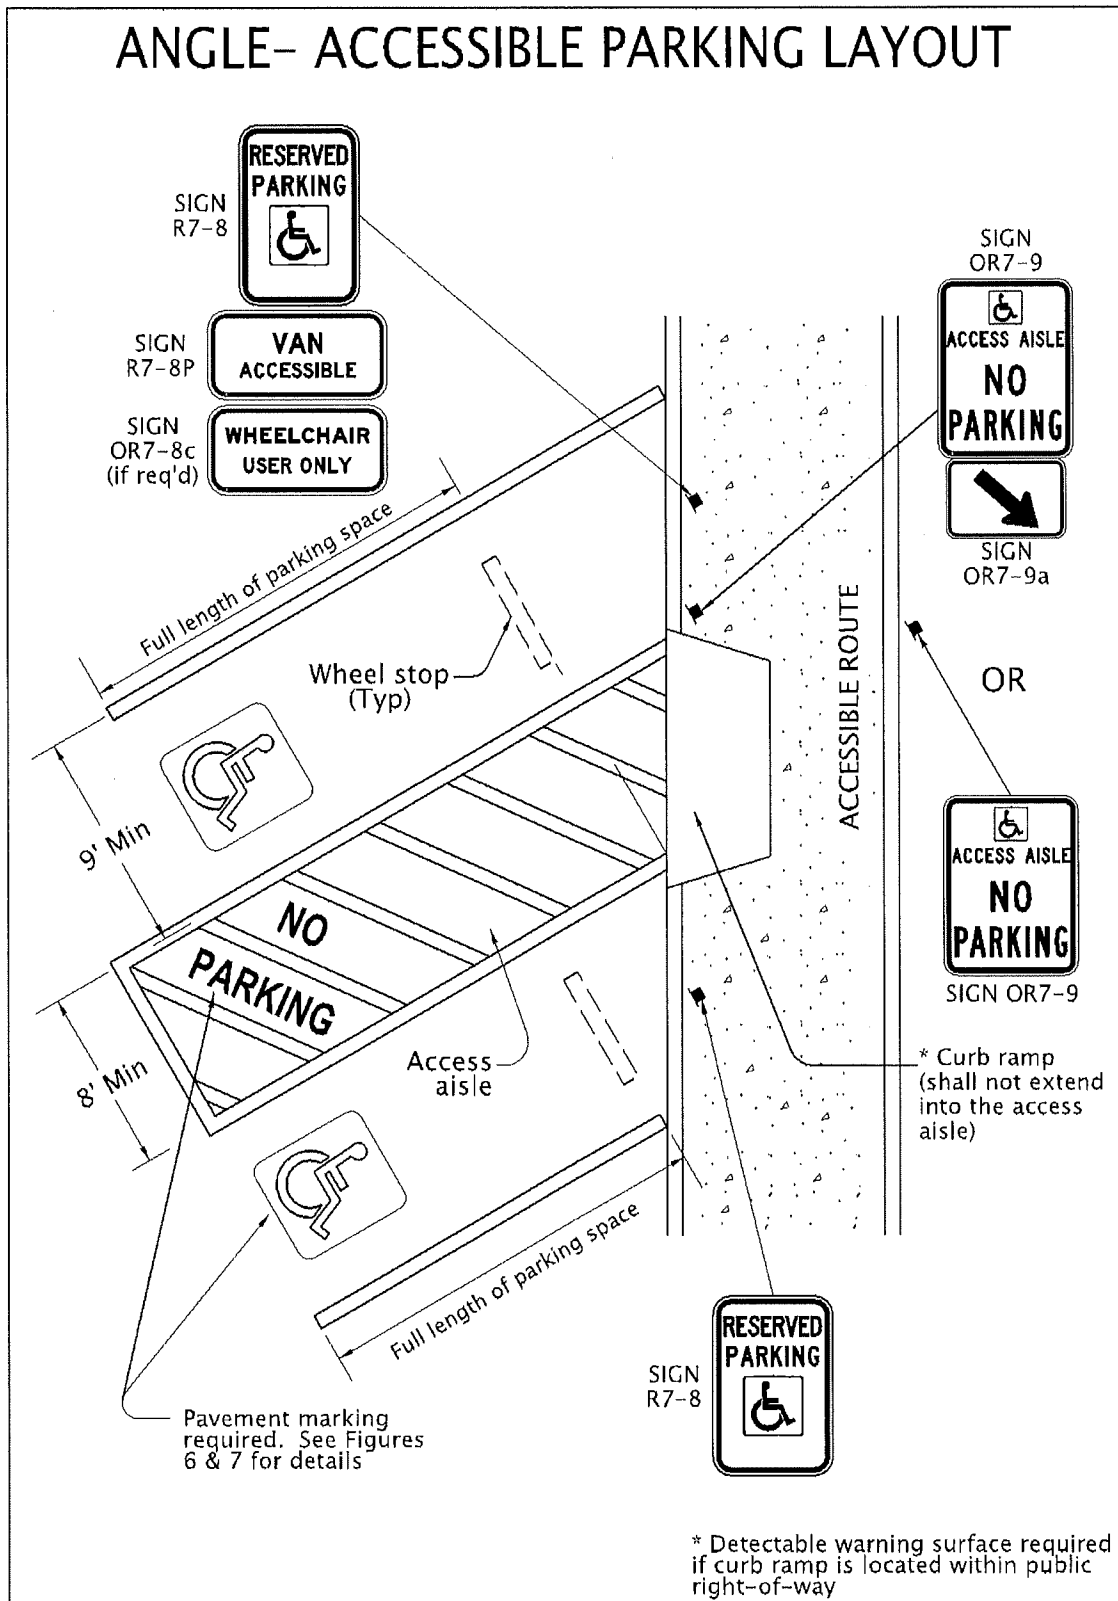 ANGLE- ACCESSIBLE PARKING LAYOUT
RESERVED
PARKING
SIGN
R7-8
VAN
ACCESSIBLE
SIGN
R7-8P
WHEELCHAIR
USER ONLY
SIGN
OR7-8c
(if req'd)
SIGN
OR7-9
ACCESS AISLE
NO
PARKING
SIGN
OR7-9a
Full length of parking space
Wheel stop
(Typ)
ACCESSIBLE ROUTE
OR
9' Min
NO
PARKING
8' Min
Access
aisle
ACCESS AISLE
NO
PARKING
SIGN OR7-9
* Curb ramp
(shall not extend
into the access
aisle)
Full length of parking space
RESERVED
PARKING
SIGN
R7-8
Pavement marking
required. See Figures
6 & 7 for details
* Detectable warning surface required
if curb ramp is located within public
right-of-way